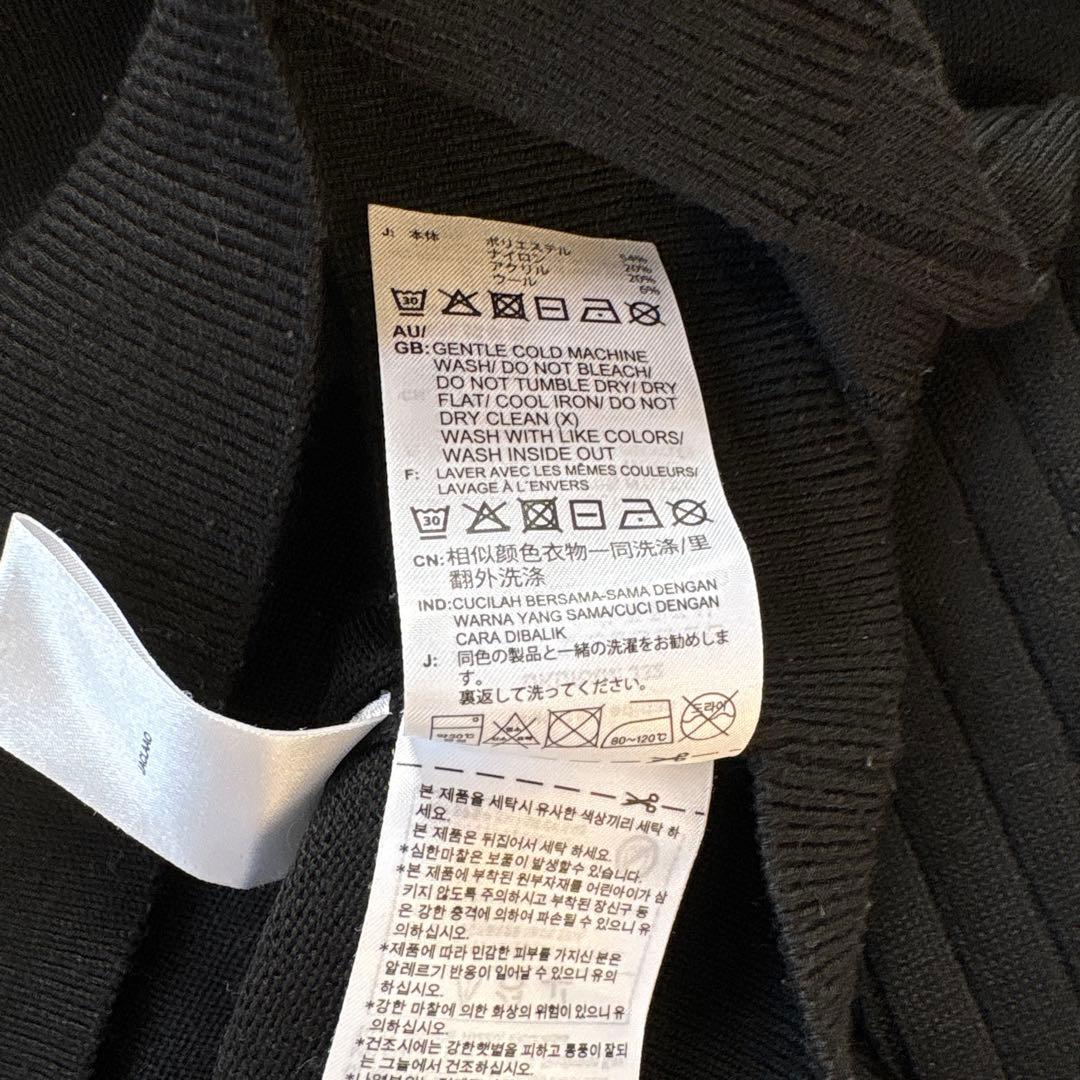 J: 本体 ポリエステル 54%
ナイロン 20%
アクリル 20%
ウール 6%
30
AU/
GB: GENTLE COLD MACHINE
WASH/ DO NOT BLEACH/
DO NOT TUMBLE DRY/ DRY
FLAT/ COOL IRON/ DO NOT
DRY CLEAN (X)
WASH WITH LIKE COLORS/
WASH INSIDE OUT
F: LAVER AVEC LES MÊMES COULEURS/
LAVAGE À L´ENVERS
30
CN: 相似颜色衣物一同洗涤/里
翻外洗涤
IND: CUCILAH BERSAMA-SAMA DENGAN
WARNA YANG SAMA/CUCI DENGAN
CARA DIBALIK
J: 同色の製品と一緒の洗濯をお勧めしま
す。
裏返して洗ってください。
약30℃ 80~120℃ 드라이
본 제품을 세탁시 유사한 색상끼리 세탁 하
세요.
본 제품은 뒤집어서 세탁 하세요.
*심한마찰은 보풀이 발생할수 있습니다.
*본 제품에 부착된 원부자재를 어린아이가 삼
키지 않도록 주의하시고 부착된 장신구 등
은 강한 충격에 의하여 파손될 수 있으니 유
의하십시오.
*제품에 따라 민감한 피부를 가지신 분은
알레르기 반응이 일어날 수 있으니 유의
하십시오.
*강한 마찰에 의한 화상의 위험이 있으니 유
의하십시오.
*건조시에는 강한햇볕을 피하고 통풍이 잘되
는 그늘에서 건조하십시오.